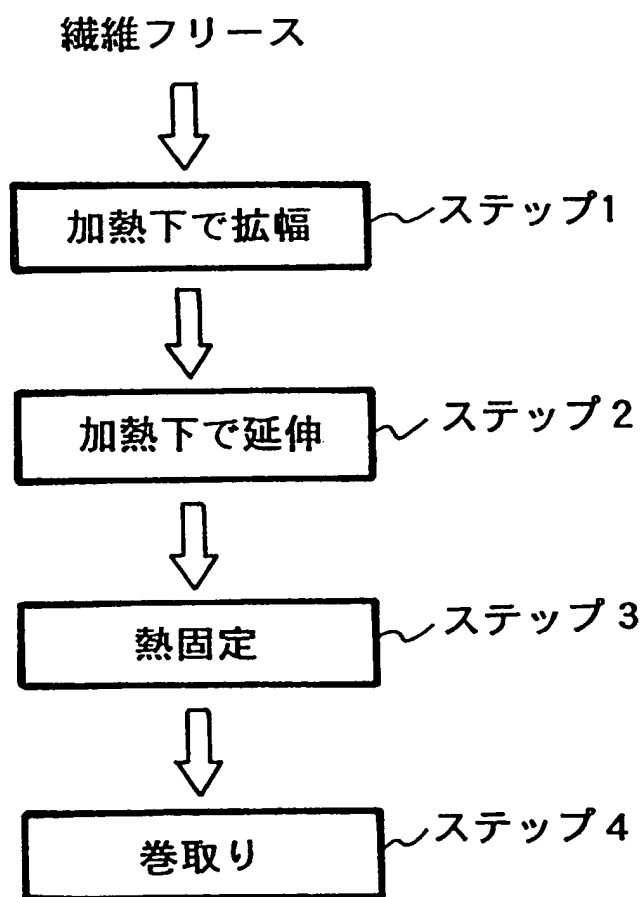 繊維フリース
加熱下で拡幅
ステップ1
加熱下で延伸
ステップ2
熱固定
ステップ3
巻取り
ステップ4